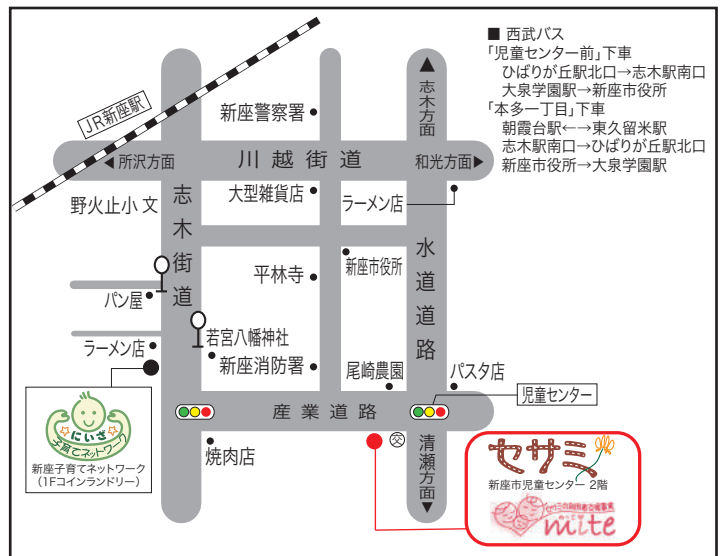 ■ 西武バス
「児童センター前」下車
ひばりが丘駅北口→志木駅南口
大泉学園駅→新座市役所
「本多一丁目」下車
朝霞台駅←→東久留米駅
志木駅南口→ひばりが丘駅北口
新座市役所→大泉学園駅
JR新座駅
新座警察署
▲志木方面
◀所沢方面
川越街道
和光方面▶
野火止小 文
志木街道
大型雑貨店
ラーメン店
水道道路
新座市役所
平林寺
パン屋
若宮八幡神社
ラーメン店
新座消防署
尾崎農園
パスタ店
児童センター
産業道路
にいざ
子育てネットワーク
新座子育てネットワーク
（1Fコインランドリー）
焼肉店
交
清瀬方面▼
セサミ
新座市児童センター 2階
mite